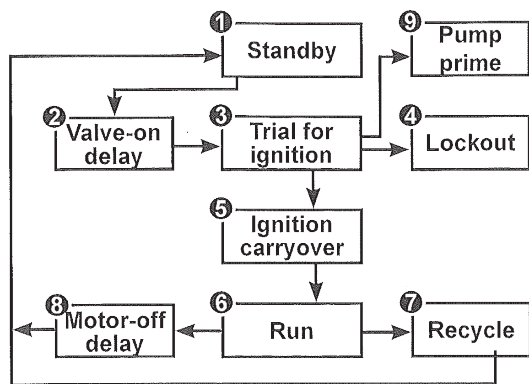 1
Standby
9
Pump
prime
2
Valve-on
delay
3
Trial for
ignition
4
Lockout
5
Ignition
carryover
8
Motor-off
delay
6
Run
7
Recycle